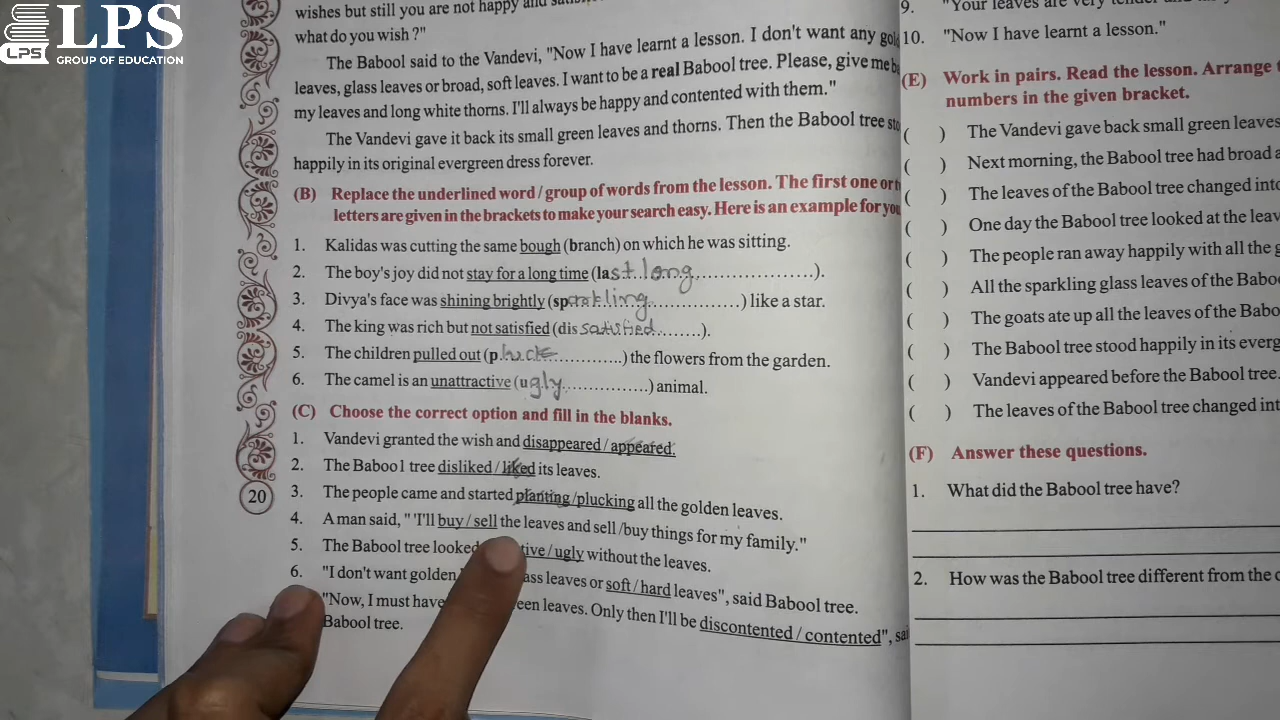 LPS
LPS
GROUP OF EDUCATION
wishes but still you are not happy and
what do you wish ?"
The Babool said to the Vandevi, "Now I have learnt a lesson. I don't want any gol
leaves, glass leaves or broad, soft leaves. I want to be a real Babool tree. Please, give me b
my leaves and long white thorns. I'll always be happy and contented with them."
The Vandevi gave it back its small green leaves and thorns. Then the Babool tree sto
happily in its original evergreen dress forever.
(B) Replace the underlined word / group of words from the lesson. The first one or t
letters are given in the brackets to make your search easy. Here is an example for you
1. Kalidas was cutting the same bough (branch) on which he was sitting.
2. The boy's joy did not stay for a long time (last long ....................).
3. Divya's face was shining brightly (sparkling ...............) like a star.
4. The king was rich but not satisfied (dis satisfied ........).
5. The children pulled out (p. luck ............) the flowers from the garden.
6. The camel is an unattractive (ugly ...............) animal.
(C) Choose the correct option and fill in the blanks.
1. Vandevi granted the wish and disappeared / appeared.
2. The Babool tree disliked / liked its leaves.
3. The people came and started planting /plucking all the golden leaves.
4. A man said, " 'I'll buy / sell the leaves and sell /buy things for my family."
5. The Babool tree looked tive / ugly without the leaves.
6. "I don't want golden ass leaves or soft / hard leaves", said Babool tree.
"Now, I must have een leaves. Only then I'll be discontented / contented", sai
Babool tree.
20
9. "Your leaves are very tender and
10. "Now I have learnt a lesson."
(E) Work in pairs. Read the lesson. Arrange t
numbers in the given bracket.
( ) The Vandevi gave back small green leaves
( ) Next morning, the Babool tree had broad a
( ) The leaves of the Babool tree changed into
( ) One day the Babool tree looked at the leav
( ) The people ran away happily with all the g
( ) All the sparkling glass leaves of the Babo
( ) The goats ate up all the leaves of the Babo
( ) The Babool tree stood happily in its everg
( ) Vandevi appeared before the Babool tree.
( ) The leaves of the Babool tree changed int
(F) Answer these questions.
1. What did the Babool tree have?
2. How was the Babool tree different from the o